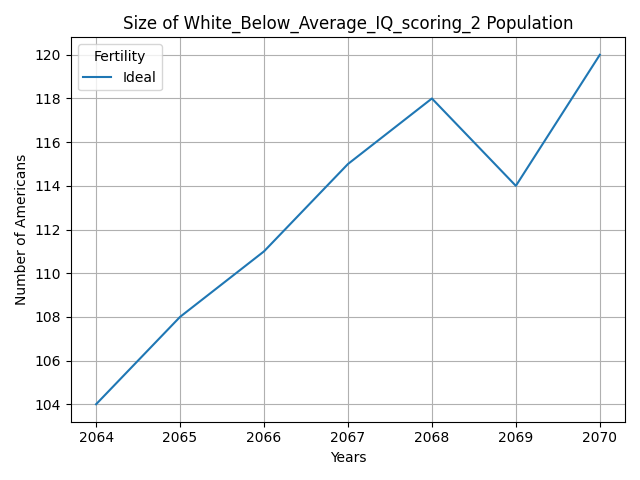 Size of White_Below_Average_IQ_scoring_2 Population
Fertility
Ideal
Number of Americans
120
118
116
114
112
110
108
106
104
2064 2065 2066 2067 2068 2069 2070
Years